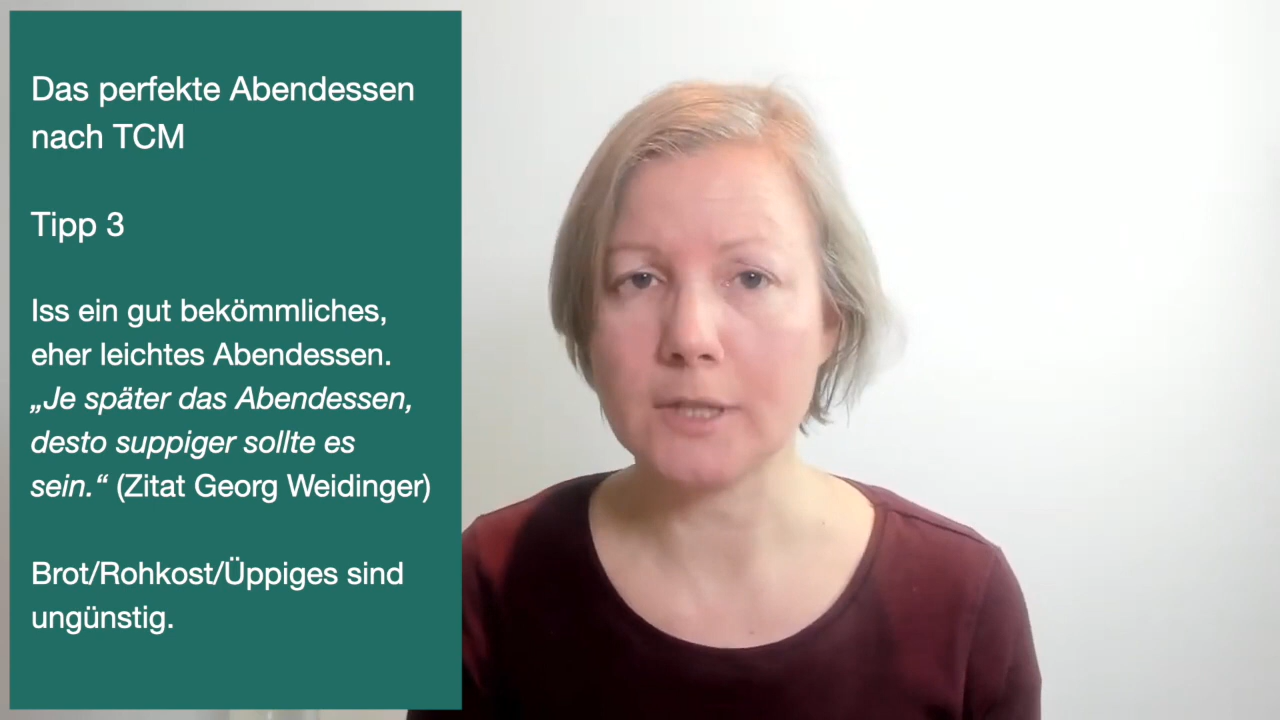 Das perfekte Abendessen
nach TCM
Tipp 3
Iss ein gut bekömmliches,
eher leichtes Abendessen.
„Je später das Abendessen,
desto suppiger sollte es
sein.“ (Zitat Georg Weidinger)
Brot/Rohkost/Üppiges sind
ungünstig.